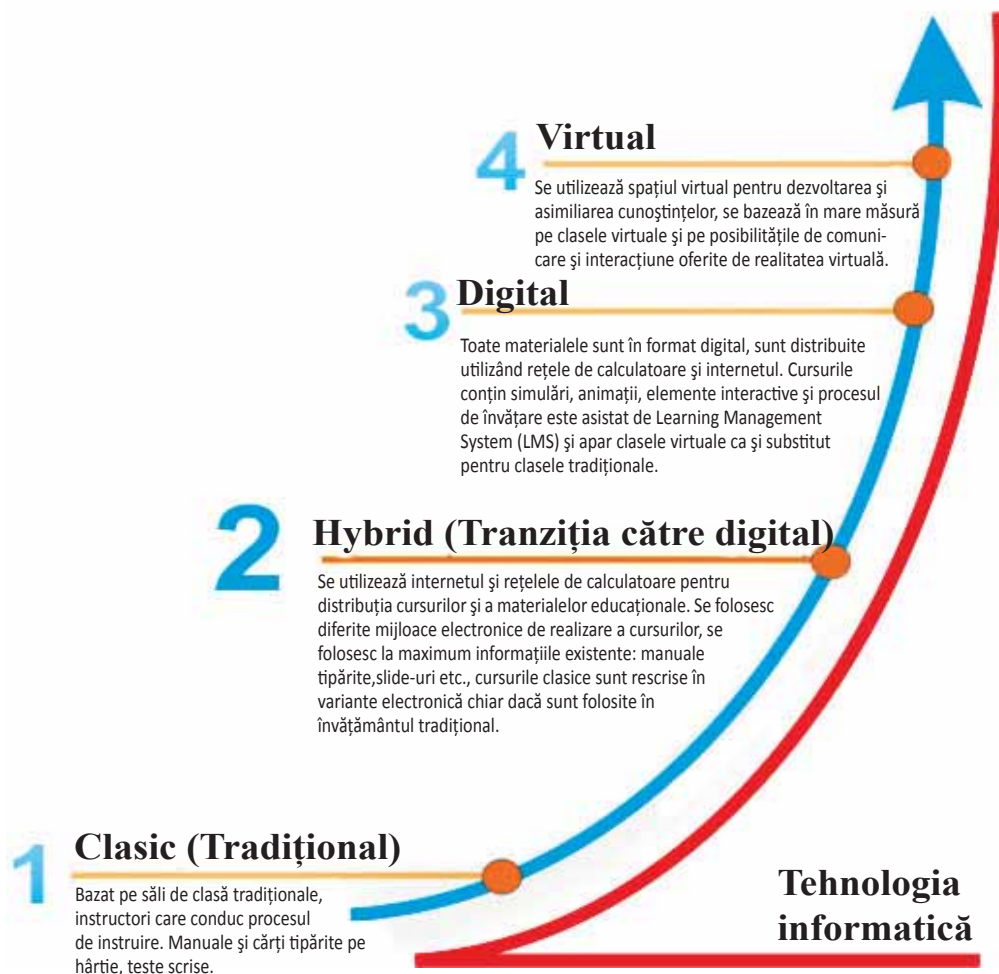 4 Virtual
Se utilizează spațiul virtual pentru dezvoltarea şi
asimiliarea cunoştințelor, se bazează în mare măsură
pe clasele virtuale şi pe posibilitățile de comuni-
care şi interacțiune oferite de realitatea virtuală.
3 Digital
Toate materialele sunt în format digital, sunt distribuite
utilizând rețele de calculatoare şi internetul. Cursurile
conțin simulări, animații, elemente interactive şi procesul
de învățare este asistat de Learning Management
System (LMS) şi apar clasele virtuale ca şi substitut
pentru clasele tradiționale.
2 Hybrid (Tranziția către digital)
Se utilizează internetul şi rețelele de calculatoare pentru
distribuția cursurilor şi a materialelor educaționale. Se folosesc
diferite mijloace electronice de realizare a cursurilor, se
folosesc la maximum informațiile existente: manuale
tipărite,slide-uri etc., cursurile clasice sunt rescrise în
variante electronică chiar dacă sunt folosite în
învățământul tradițional.
1 Clasic (Tradițional)
Bazat pe săli de clasă tradiționale,
instructori care conduc procesul
de instruire. Manuale şi cărți tipărite pe
hârtie, teste scrise.
Tehnologia
informatică